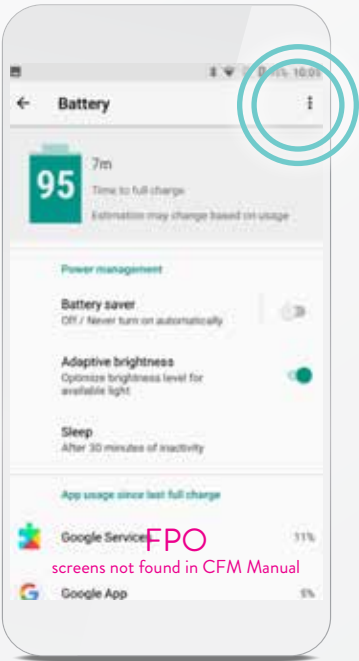 10:05
← Battery
95
7m
Time to full charge
Estimation may change based on usage
Power management
Battery saver
Off / Never turn on automatically
Adaptive brightness
Optimize brightness level for
available light
Sleep
After 30 minutes of inactivity
App usage since last full charge
Google Services 11%
FPO
screens not found in CFM Manual
Google App 5%